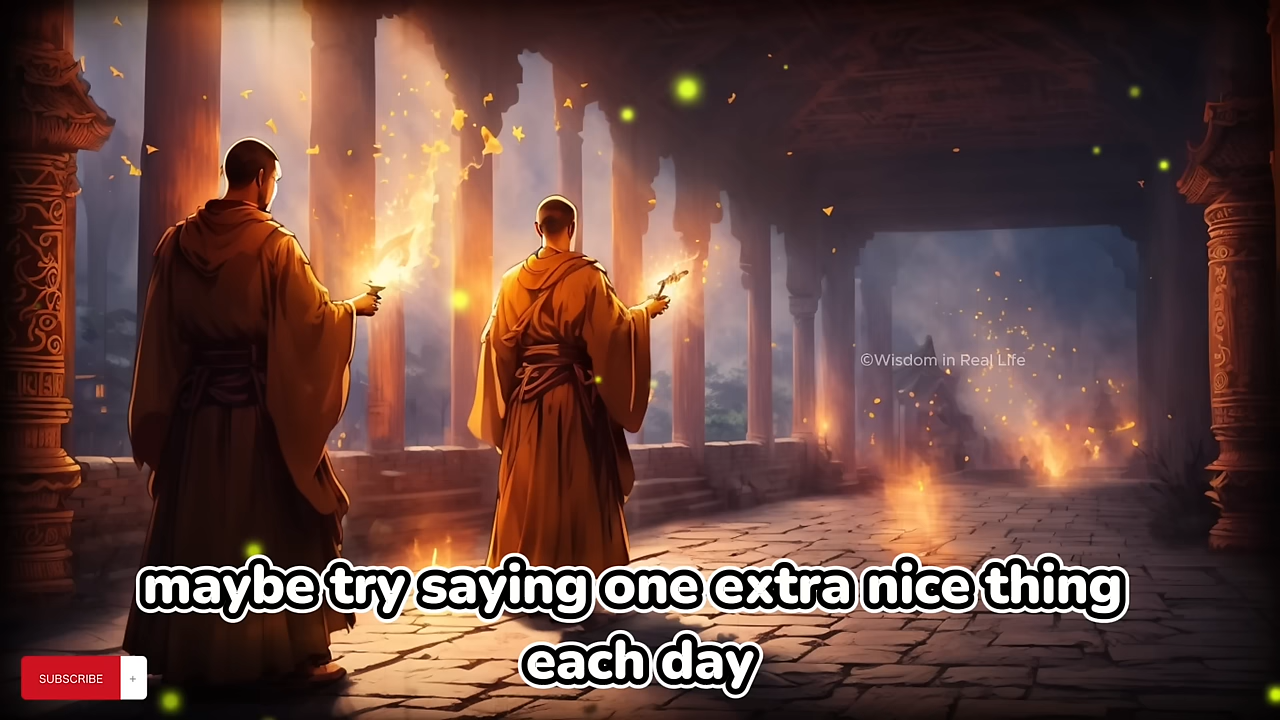 ©Wisdom in Real Life
maybe try saying one extra nice thing
each day
SUBSCRIBE +